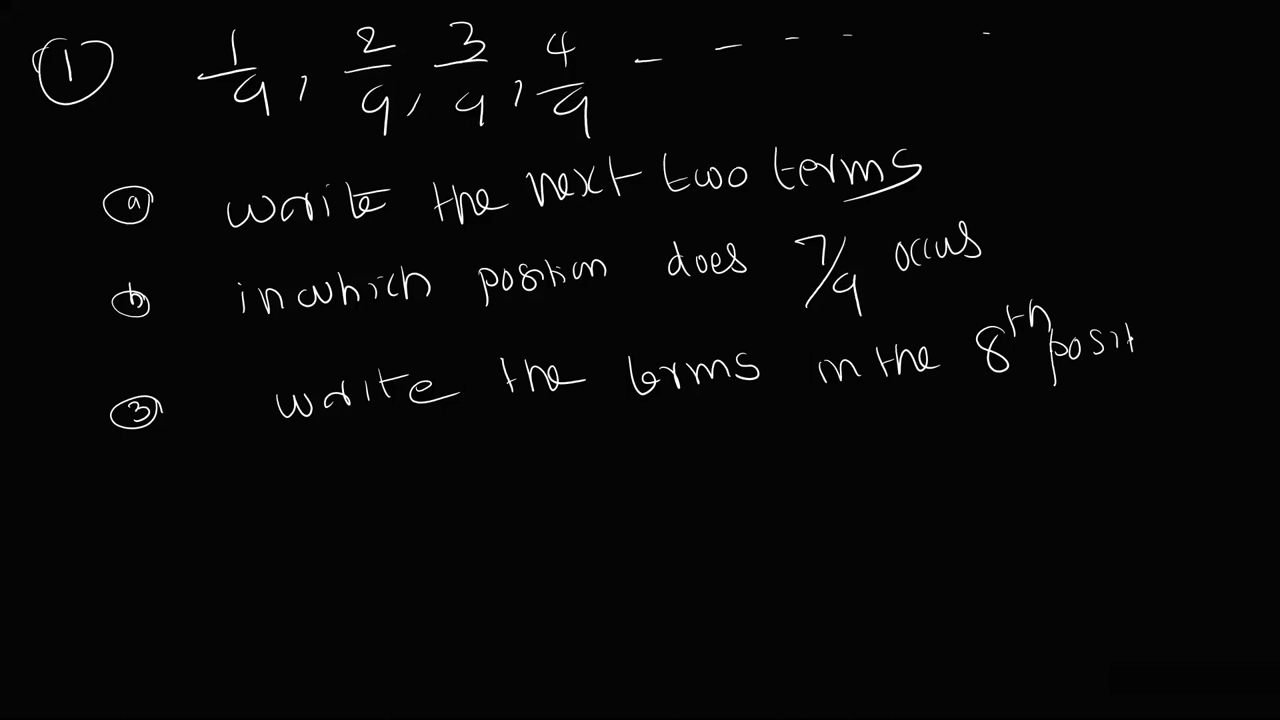 ① 1/9, 2/9, 3/9, 4/9 - - - - -
ⓐ write the next two terms
ⓑ in which position does 7/9 occus
③ write the terms in the 8th posit